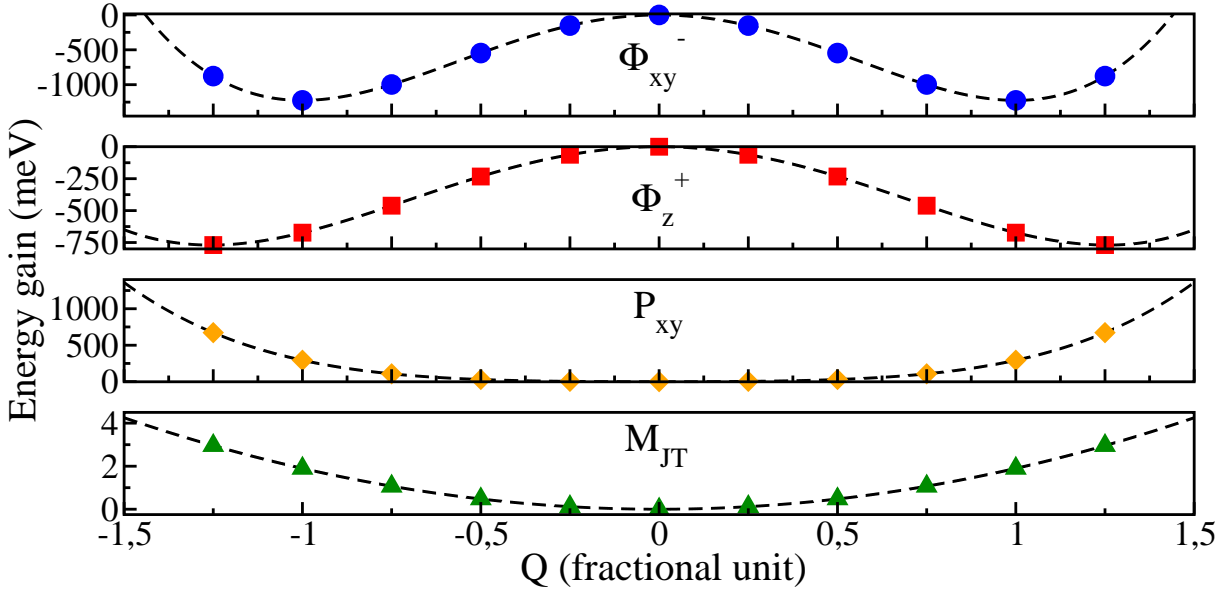 Energy gain (meV)
0
-500
-1000
Φxy-
0
-250
-500
-750
Φz+
1000
500
0
Pxy
4
2
0
MJT
-1,5 -1 -0,5 0 0,5 1 1,5
Q (fractional unit)